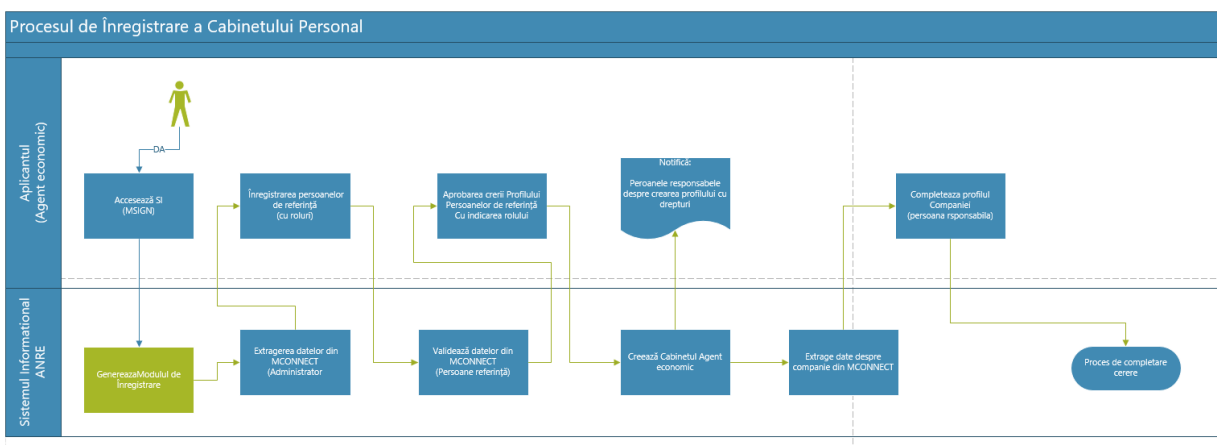 Procesul de Înregistrare a Cabinetului Personal
Aplicantul
(Agent economic)
DA
Accesează SI
(MSIGN)
Înregistrarea persoanelor
de referință
(cu roluri)
Aprobarea crerii Profilului
Persoanelor de referință
Cu indicarea rolului
Notifică:
Peroanele responsabele
despre crearea profilului cu
drepturi
Completeaza profilul
Companiei
(persoana rsponsabila)
Sistemul Informational
ANRE
GenereazaModulul de
Înregistrare
Extragerea datelor din
MCONNECT
(Administrator
Validează datelor din
MCONNECT
(Persoane referință)
Creează Cabinetul Agent
economic
Extrage date despre
companie din MCONNECT
Proces de completare
cerere